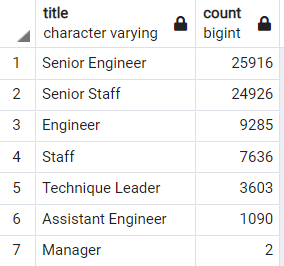 title count
character varying bigint
1 Senior Engineer 25916
2 Senior Staff 24926
3 Engineer 9285
4 Staff 7636
5 Technique Leader 3603
6 Assistant Engineer 1090
7 Manager 2